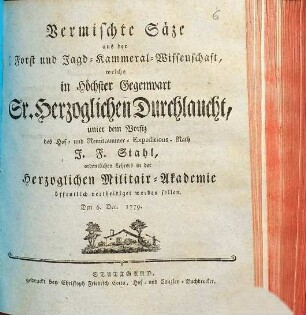 6
Vermischte Säze
aus der
Forst und Jagd-Kammeral-Wissenschaft,
welche
in Höchster Gegenwart
Sr. Herzoglichen Durchlaucht,
unter dem Vorsiz
des Hof- und Rentkammer-Expeditions-Rath
J. F. Stahl,
ordentlichen Lehrers in der
Herzoglichen Militair-Akademie
öffentlich vertheidiget werden sollen.
Den 6. Dec. 1779.
STUTTGARD,
gedruckt bey Christoph Friedrich Cotta, Hof- und Canzley-Buchdrucker.